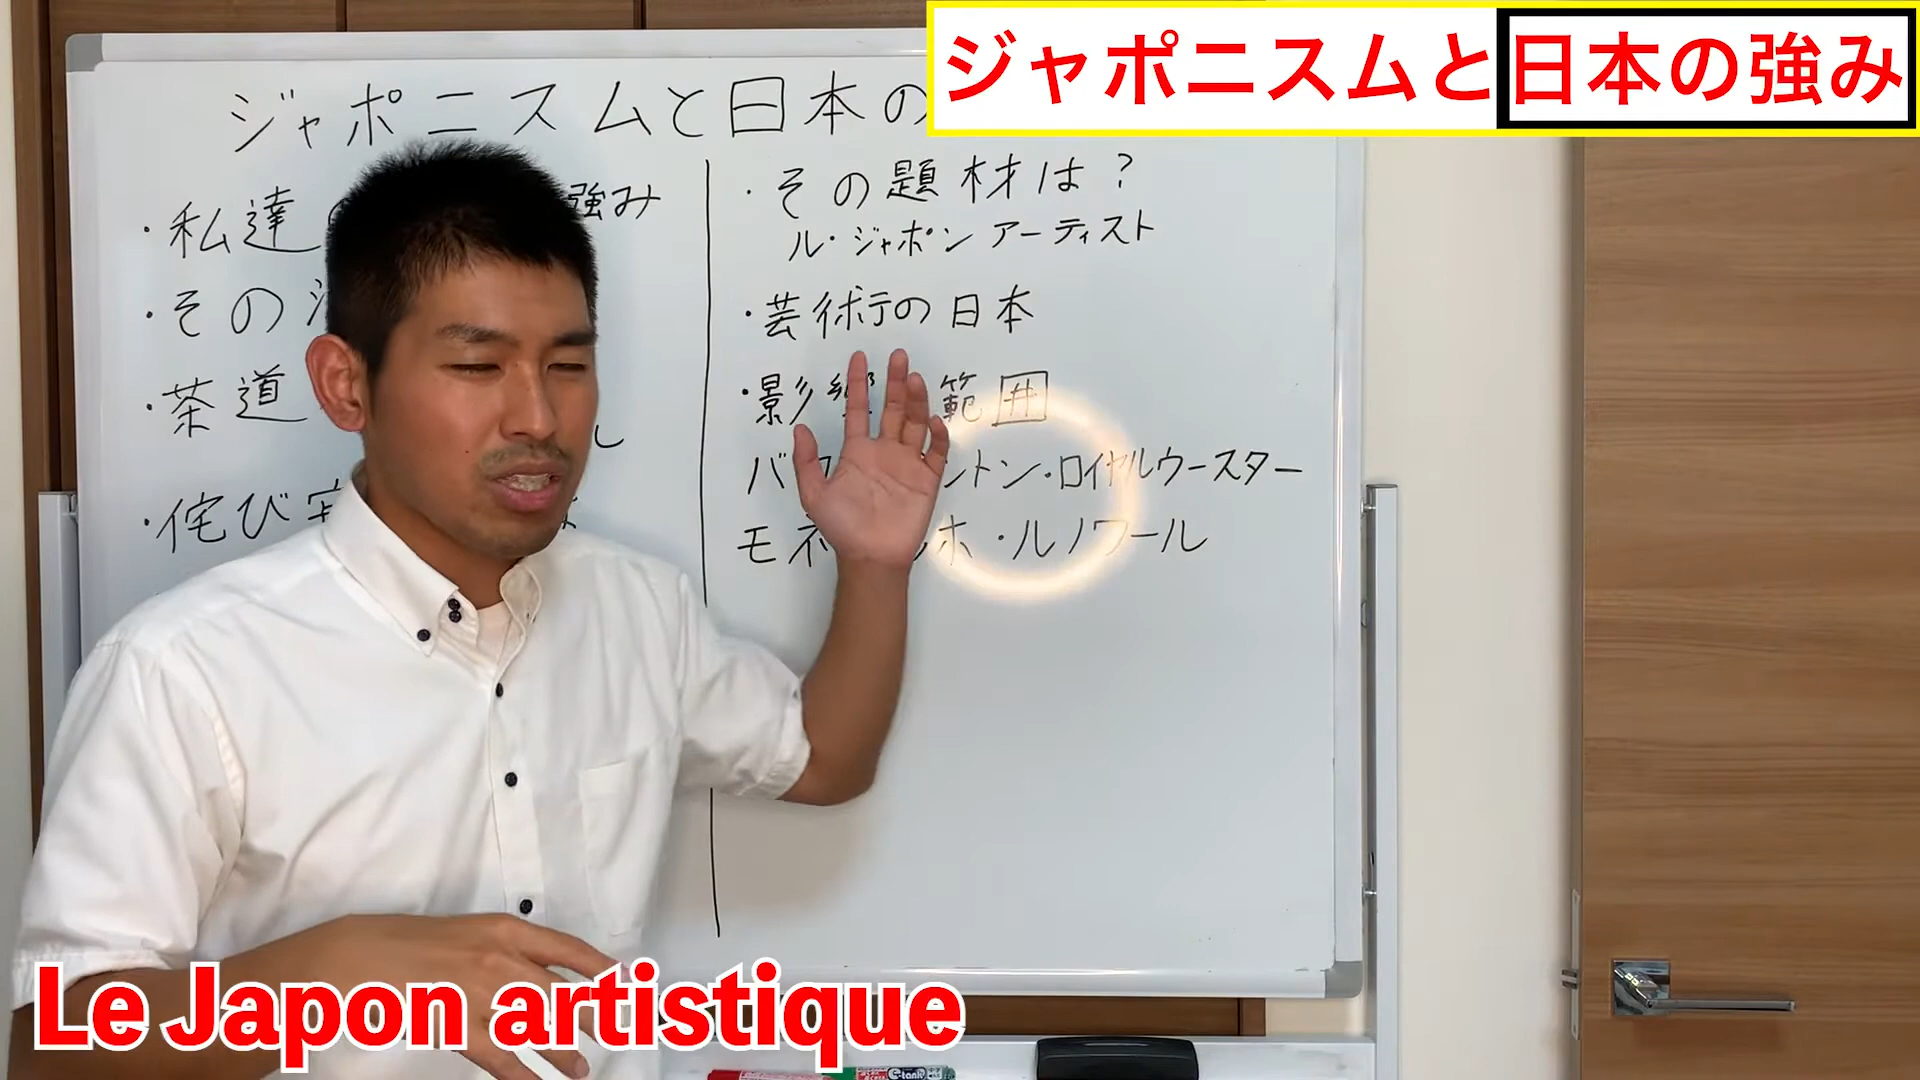 ジャポニスムと日本の強み
ジャポニスムと日本の
・私達 強み
・その
・茶道
・侘び
・その題材は？
ル・ジャポン アーティスト
・芸術の日本
・影響 範囲
バ ントン・ロイヤルウースター
モネ ホ・ルノワール
Le Japon artistique
e-tank